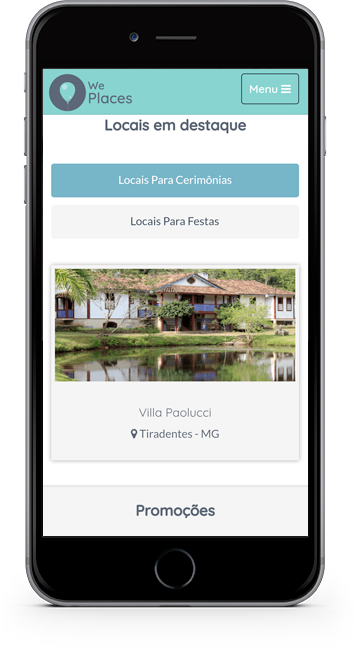 We
Places
Menu
Locais em destaque
Locais Para Cerimônias
Locais Para Festas
Villa Paolucci
Tiradentes - MG
Promoções